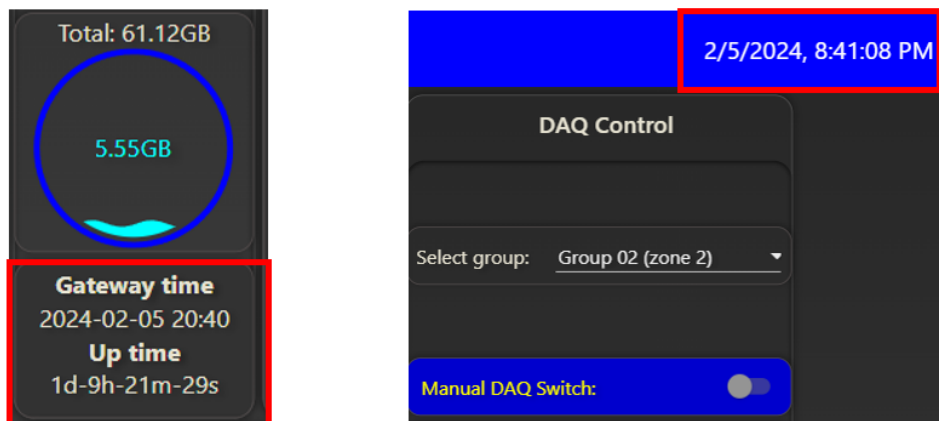 Total: 61.12GB
5.55GB
Gateway time
2024-02-05 20:40
Up time
1d-9h-21m-29s
2/5/2024, 8:41:08 PM
DAQ Control
Select group: Group 02 (zone 2)
Manual DAQ Switch: